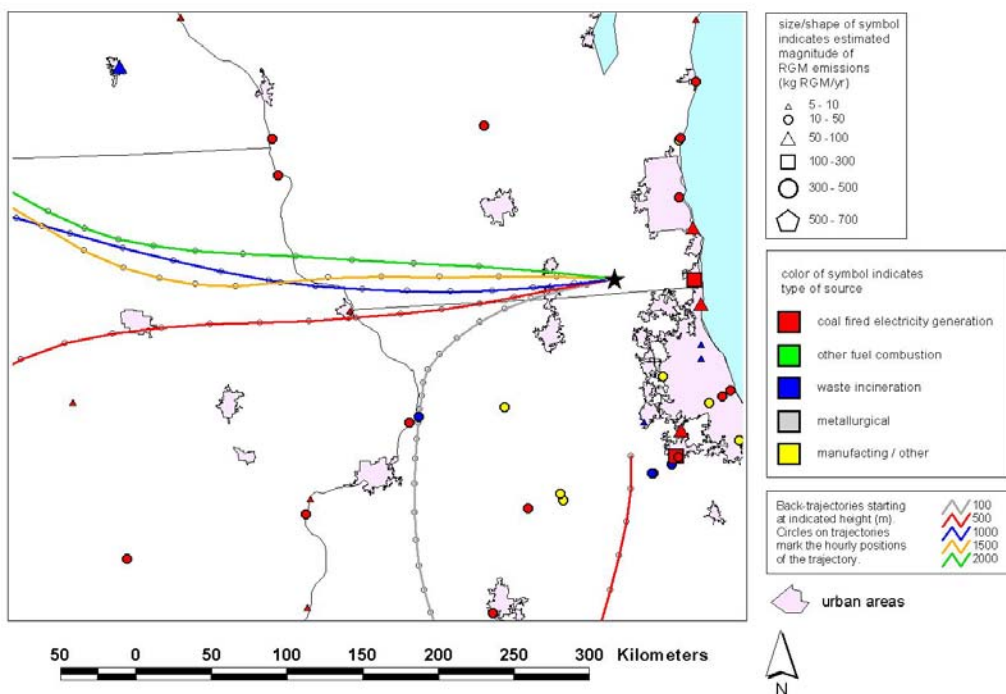 size/shape of symbol
indicates estimated
magnitude of
RGM emissions
(kg RGM/yr)
5 - 10
10 - 50
50 - 100
100 - 300
300 - 500
500 - 700
color of symbol indicates
type of source
coal fired electricity generation
other fuel combustion
waste incineration
metallurgical
manufacting / other
Back-trajectories starting
at indicated height (m).
Circles on trajectories
mark the hourly positions
of the trajectory.
100
500
1000
1500
2000
urban areas
50 0 50 100 150 200 250 300 Kilometers
N